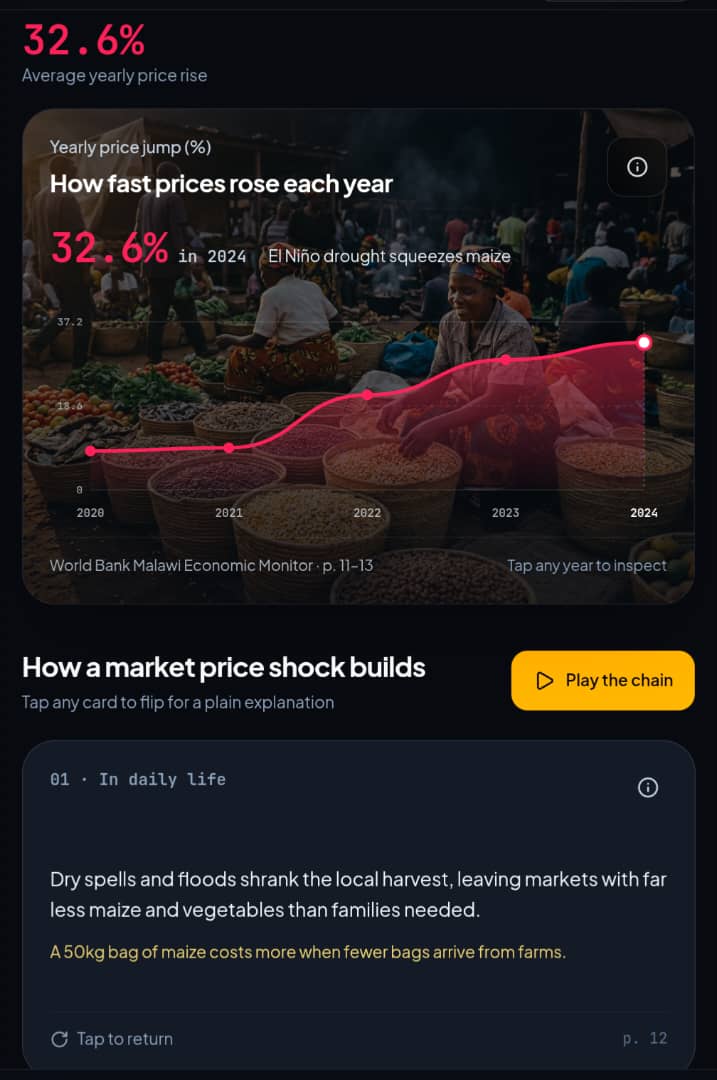 32.6%
Average yearly price rise
Yearly price jump (%)
How fast prices rose each year
32.6% in 2024 El Niño drought squeezes maize
37.2
18.6
0
2020 2021 2022 2023 2024
World Bank Malawi Economic Monitor · p. 11–13 Tap any year to inspect
How a market price shock builds
Tap any card to flip for a plain explanation
Play the chain
01 · In daily life
Dry spells and floods shrank the local harvest, leaving markets with far
less maize and vegetables than families needed.
A 50kg bag of maize costs more when fewer bags arrive from farms.
Tap to return p. 12